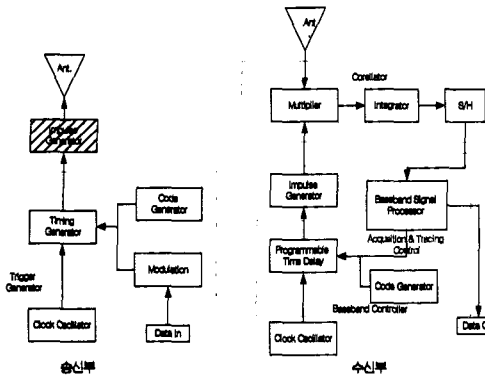 Ant.
Impulse
Generator
Code
Generator
Timing
Generator
Trigger
Generator
Modulation
Clock Oscillator
Data In
송신부
Ant.
Corellator
Multiplier
Integrator
S/H
Impulse
Generator
Baseband Signal
Processor
Acquisition & Tracing
Control
Programmable
Time Delay
Code Generator
Baseband Controller
Clock Oscillator
Data O
수신부